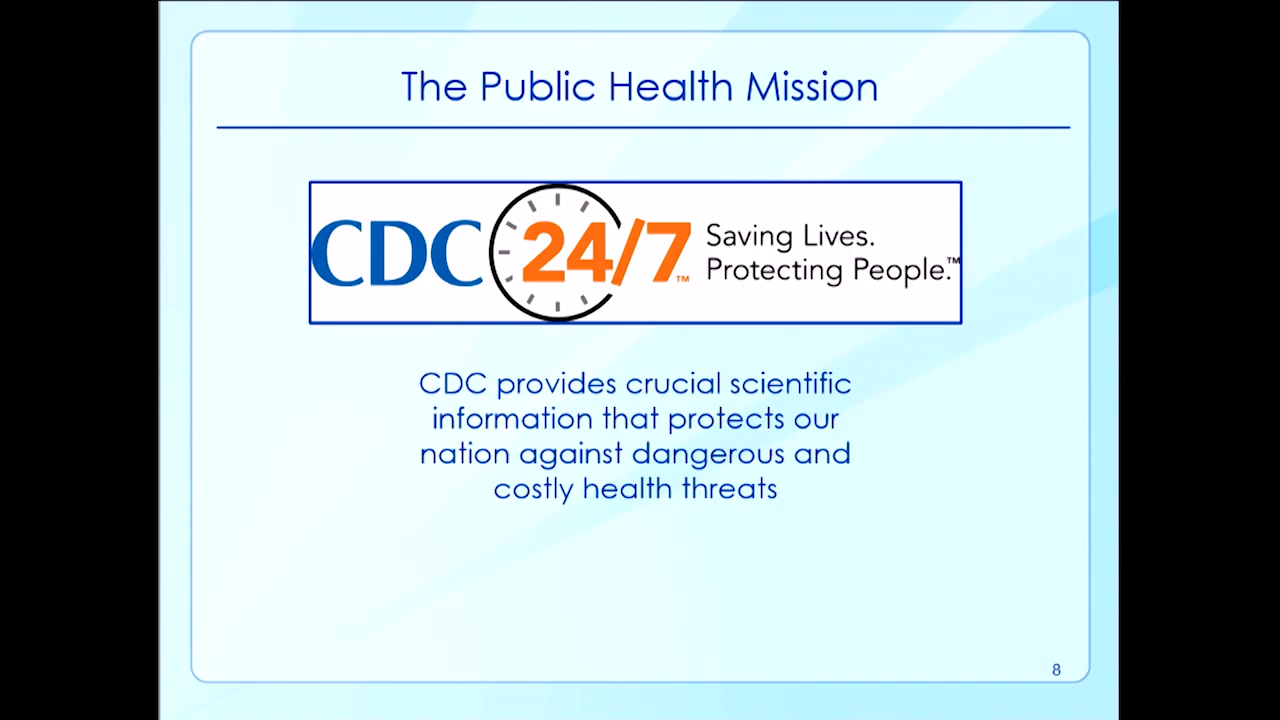 The Public Health Mission
CDC 24/7™ Saving Lives.
Protecting People.™
CDC provides crucial scientific
information that protects our
nation against dangerous and
costly health threats
8